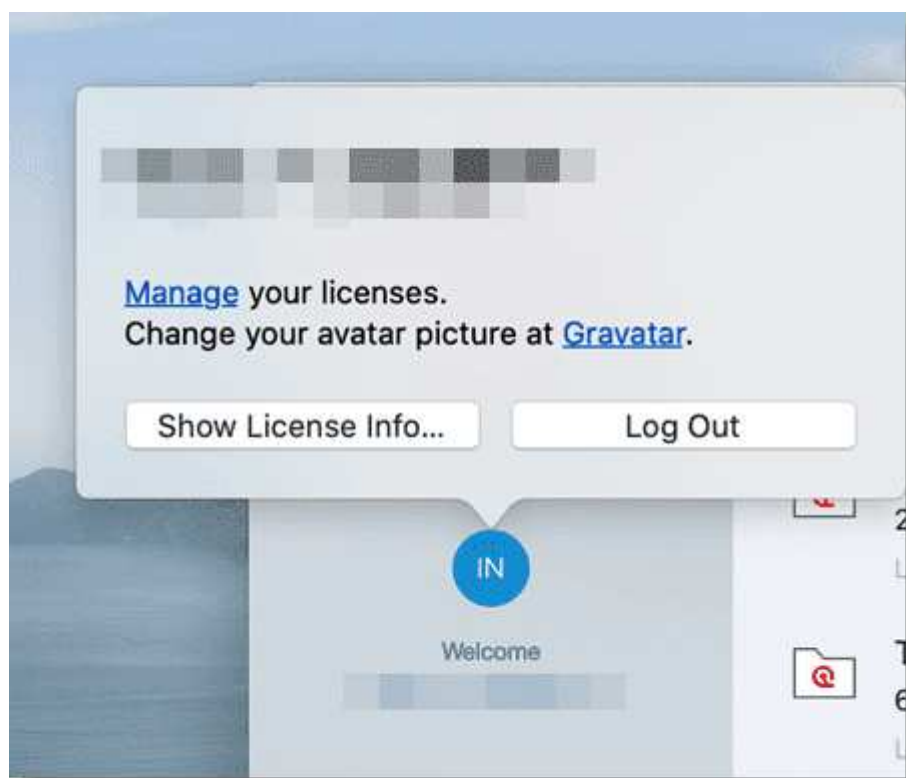 Manage your licenses.
Change your avatar picture at Gravatar.
Show License Info...
Log Out
IN
Welcome